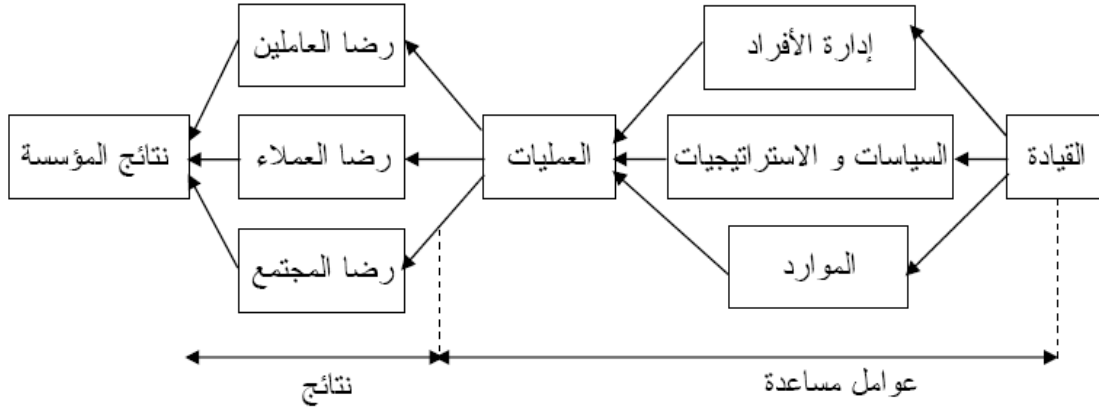 القيادة
إدارة الأفراد
السياسات و الاستراتيجيات
الموارد
العمليات
رضا العاملين
رضا العملاء
رضا المجتمع
نتائج المؤسسة
عوامل مساعدة
نتائج